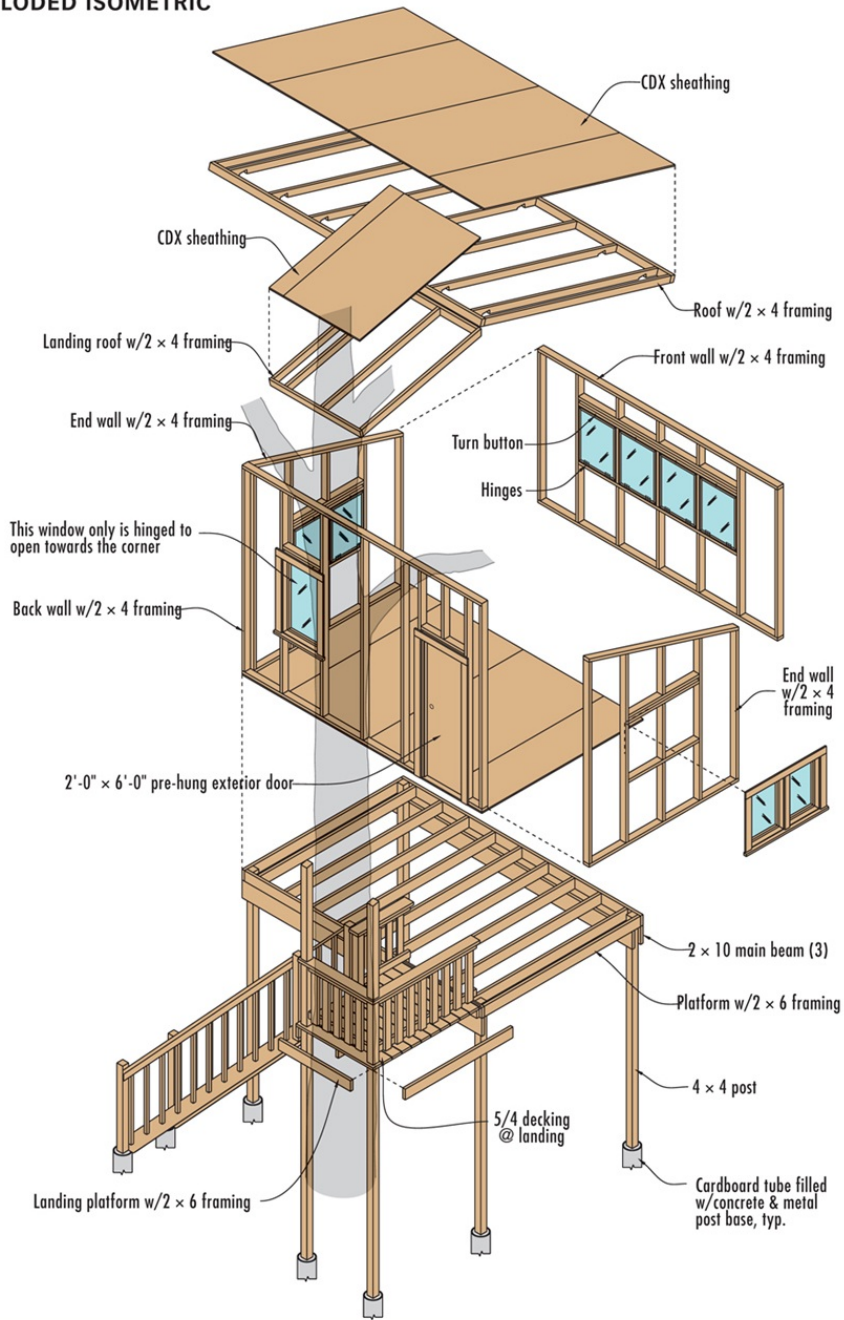 LODED ISOMETRIC
CDX sheathing
CDX sheathing
Roof w/2 × 4 framing
Landing roof w/2 × 4 framing
Front wall w/2 × 4 framing
End wall w/2 × 4 framing
Turn button
Hinges
This window only is hinged to
open towards the corner
Back wall w/2 × 4 framing
End wall
w/2 × 4
framing
2'-0" × 6'-0" pre-hung exterior door
2 × 10 main beam (3)
Platform w/2 × 6 framing
4 × 4 post
5/4 decking
@ landing
Landing platform w/2 × 6 framing
Cardboard tube filled
w/concrete & metal
post base, typ.